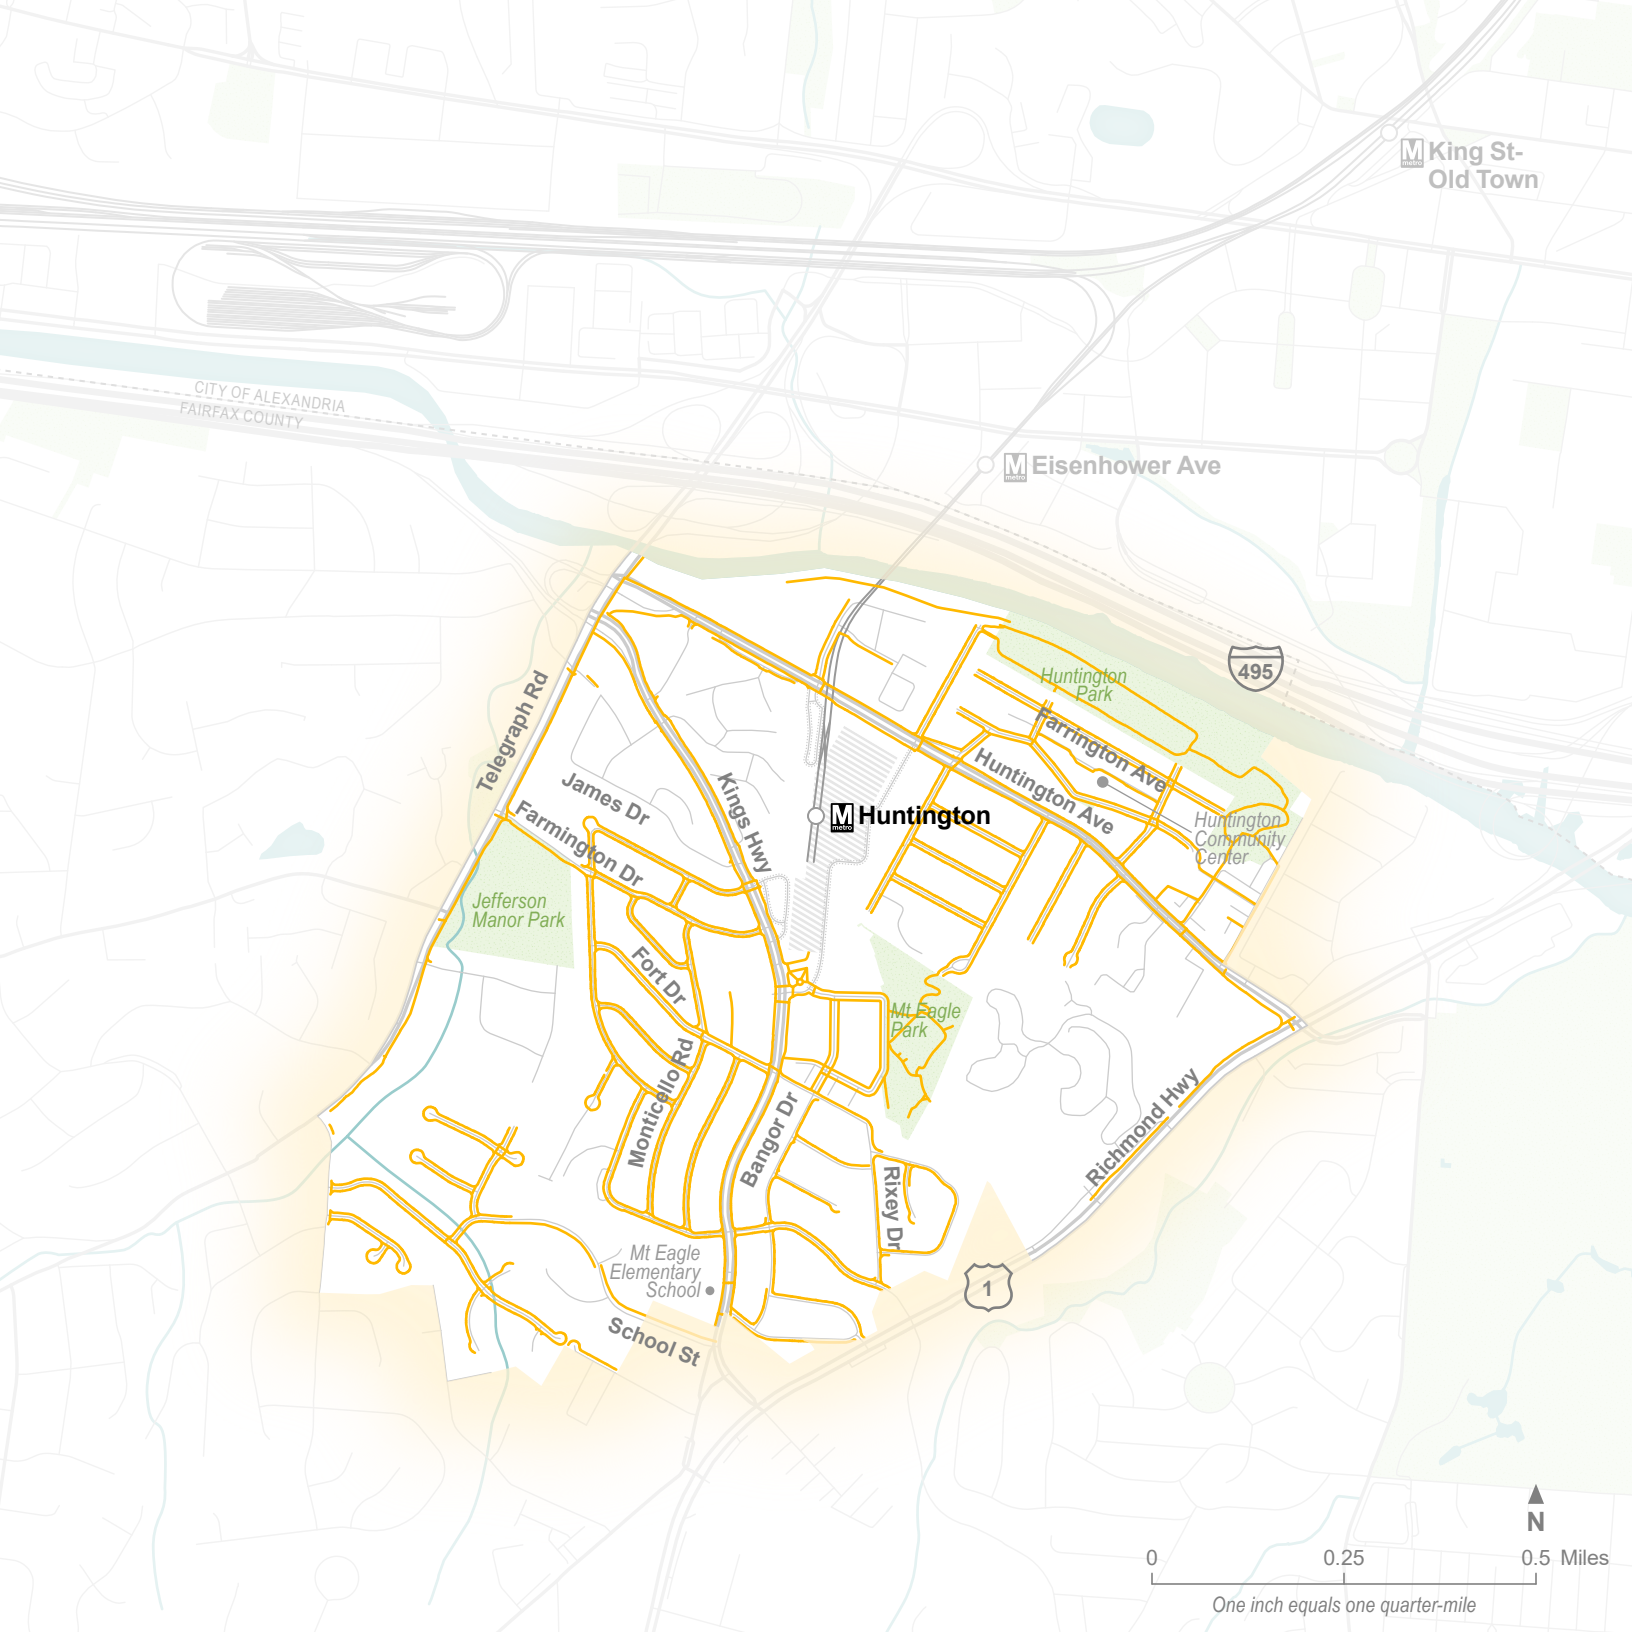 M
metro
King St-
Old Town
CITY OF ALEXANDRIA
FAIRFAX COUNTY
M
metro
Eisenhower Ave
495
Huntington
Park
Telegraph Rd
Farrington Ave
Huntington Ave
James Dr
Kings Hwy
M
metro
Huntington
Farmington Dr
Huntington
Community
Center
Jefferson
Manor Park
Fort Dr
Mt Eagle
Park
Monticello Rd
Bangor Dr
Richmond Hwy
Rixey Dr
Mt Eagle
Elementary
School
1
School St
N
0 0.25 0.5 Miles
One inch equals one quarter-mile